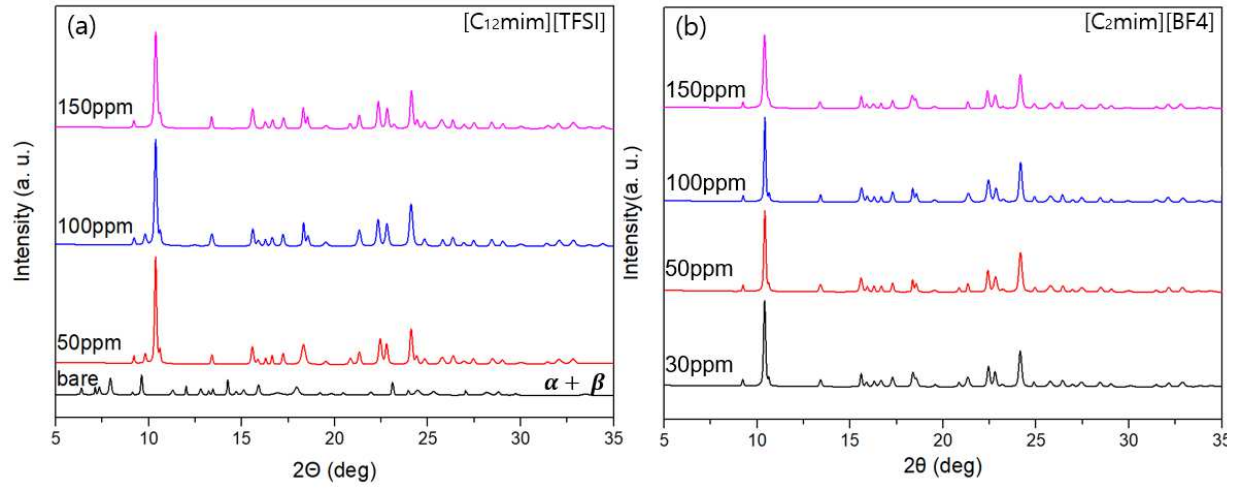 (a)
[C₁₂mim][TFSI]
150ppm
100ppm
50ppm
bare
α + β
Intensity (a. u.)
5 10 15 20 25 30 35
2Θ (deg)
(b)
[C₂mim][BF4]
150ppm
100ppm
50ppm
30ppm
Intensity(a. u.)
5 10 15 20 25 30 35
2θ (deg)